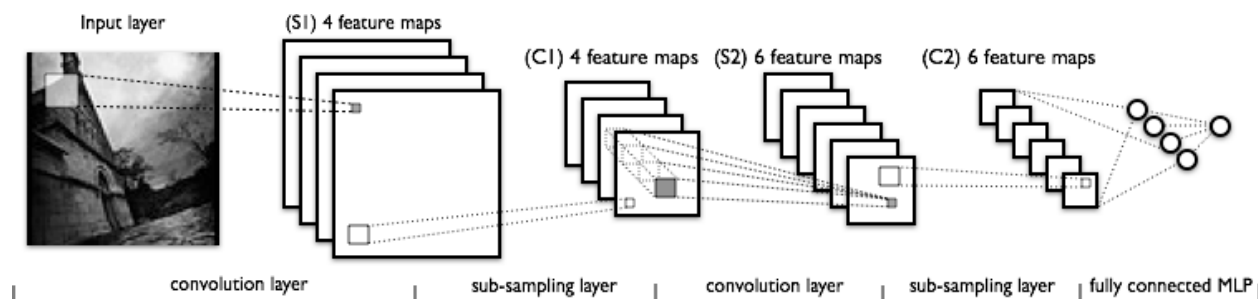 Input layer
(S1) 4 feature maps
(C1) 4 feature maps
(S2) 6 feature maps
(C2) 6 feature maps
convolution layer
sub-sampling layer
convolution layer
sub-sampling layer
fully connected MLP